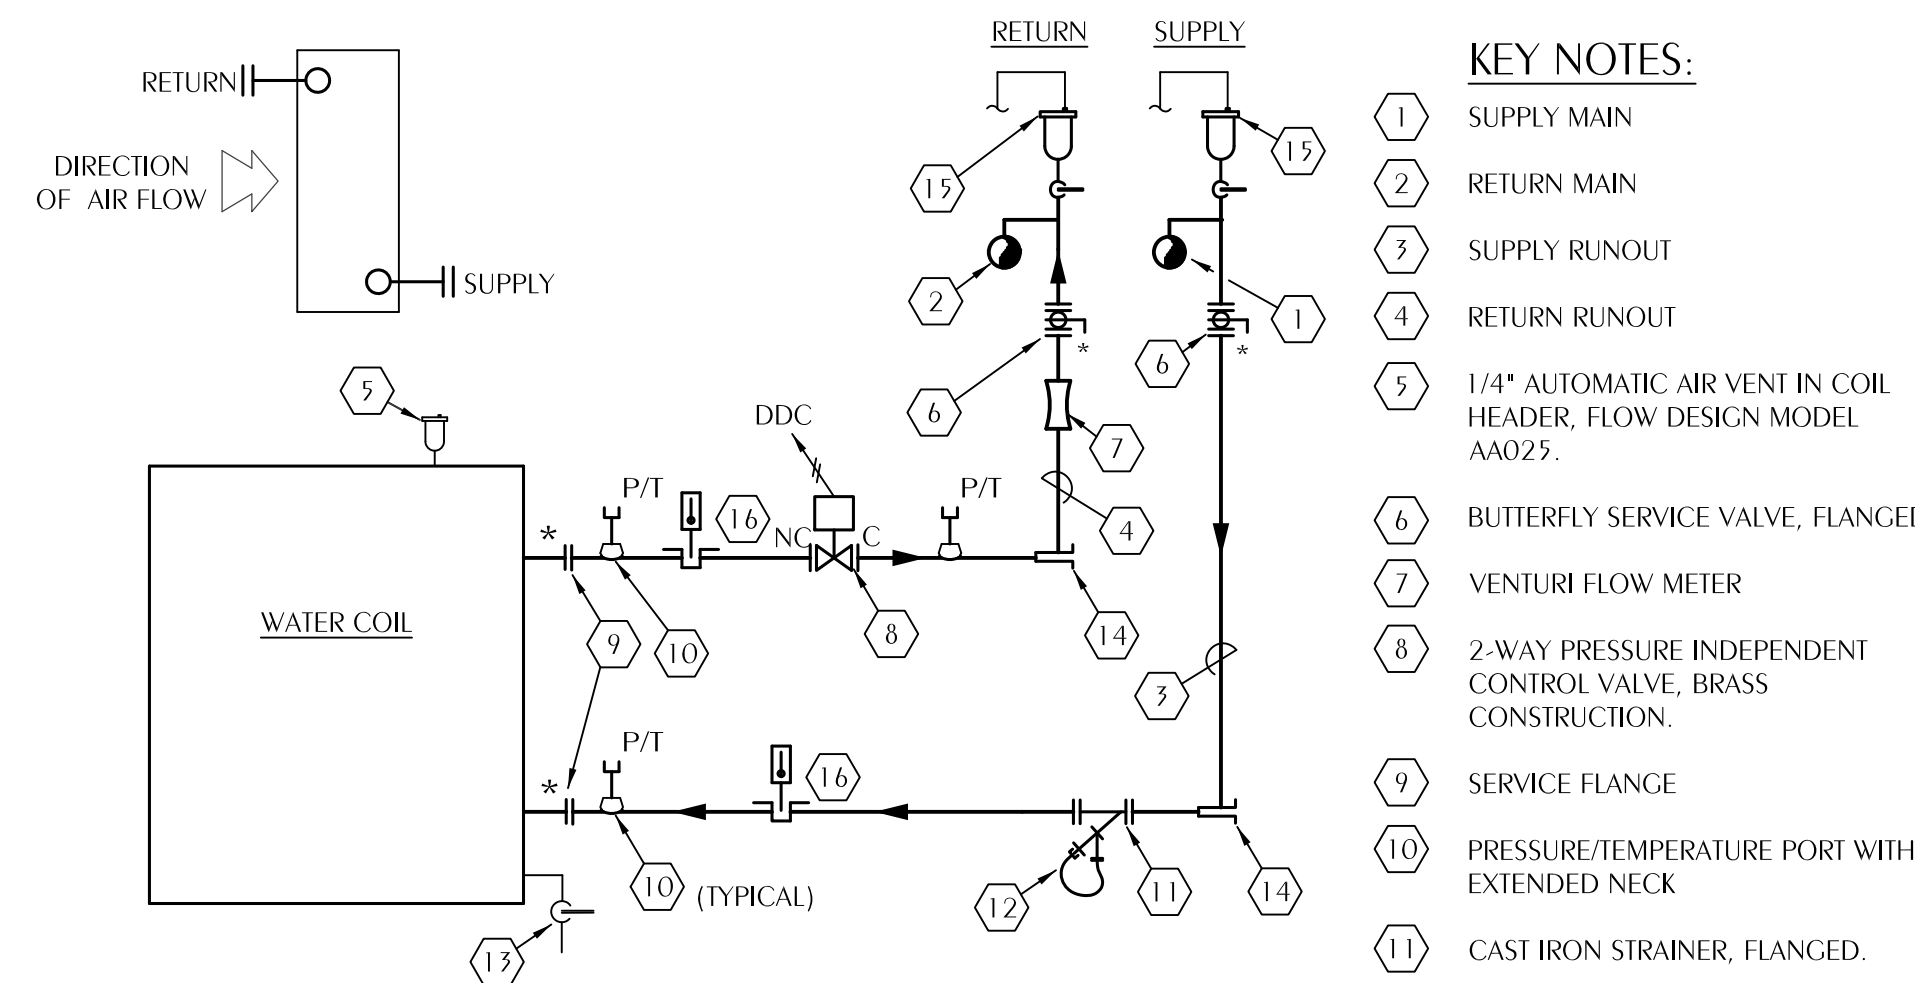 RETURN
SUPPLY
RETURN
DIRECTION
OF AIR FLOW
SUPPLY
15
15
2
1
6
*
6
*
5
DDC
7
P/T
16
P/T
4
*
NC
C
WATER COIL
9
10
8
14
3
P/T
16
*
10
(TYPICAL)
12
11
14
13
KEY NOTES:
1 SUPPLY MAIN
2 RETURN MAIN
3 SUPPLY RUNOUT
4 RETURN RUNOUT
5 1/4" AUTOMATIC AIR VENT IN COIL
HEADER, FLOW DESIGN MODEL
AA025.
6 BUTTERFLY SERVICE VALVE, FLANGED
7 VENTURI FLOW METER
8 2-WAY PRESSURE INDEPENDENT
CONTROL VALVE, BRASS
CONSTRUCTION.
9 SERVICE FLANGE
10 PRESSURE/TEMPERATURE PORT WITH
EXTENDED NECK
11 CAST IRON STRAINER, FLANGED.